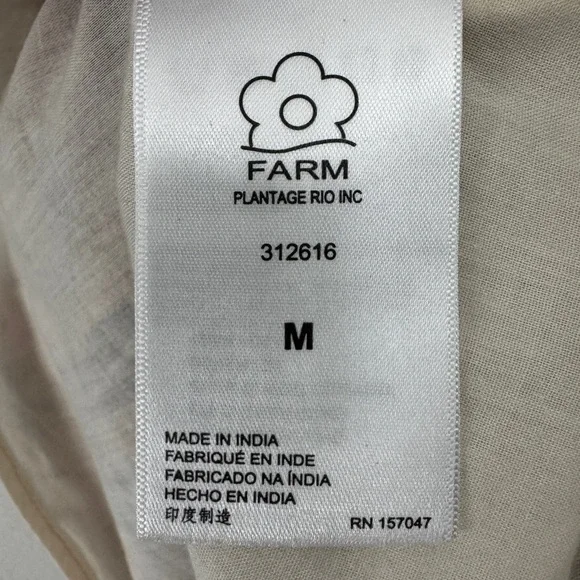 FARM
PLANTAGE RIO INC
312616
M
MADE IN INDIA
FABRIQUÉ EN INDE
FABRICADO NA ÍNDIA
HECHO EN INDIA
印度制造
RN 157047